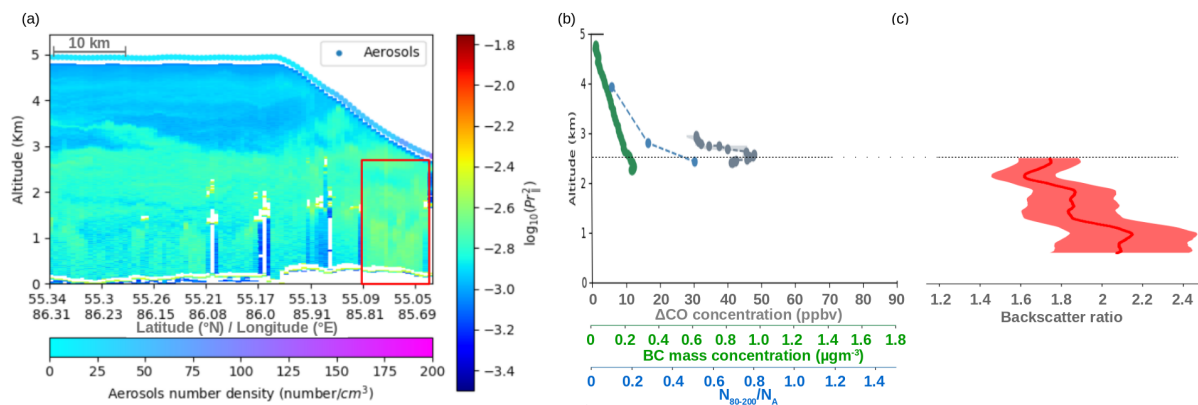 (a)
10 km
Aerosols
Altitude (Km)
5
4
3
2
1
0
55.34 55.3 55.26 55.21 55.17 55.13 55.09 55.05
86.31 86.23 86.15 86.08 86.0 85.91 85.81 85.69
Latitude (°N) / Longitude (°E)
0 25 50 75 100 125 150 175 200
Aerosols number density (number/cm³)
−1.8
−2.0
−2.2
−2.4
−2.6
−2.8
−3.0
−3.2
−3.4
log₁₀(Pr²∥)
(b)
Altitude (km)
5
4
3
2
1
0
0 10 20 30 40 50 60 70 80 90
ΔCO concentration (ppbv)
0 0.2 0.4 0.6 0.8 1.0 1.2 1.4 1.6 1.8
BC mass concentration (µgm⁻³)
0 0.2 0.4 0.6 0.8 1.0 1.2 1.4
N₈₀₋₂₀₀/N_A
(c)
1.2 1.4 1.6 1.8 2 2.2 2.4
Backscatter ratio